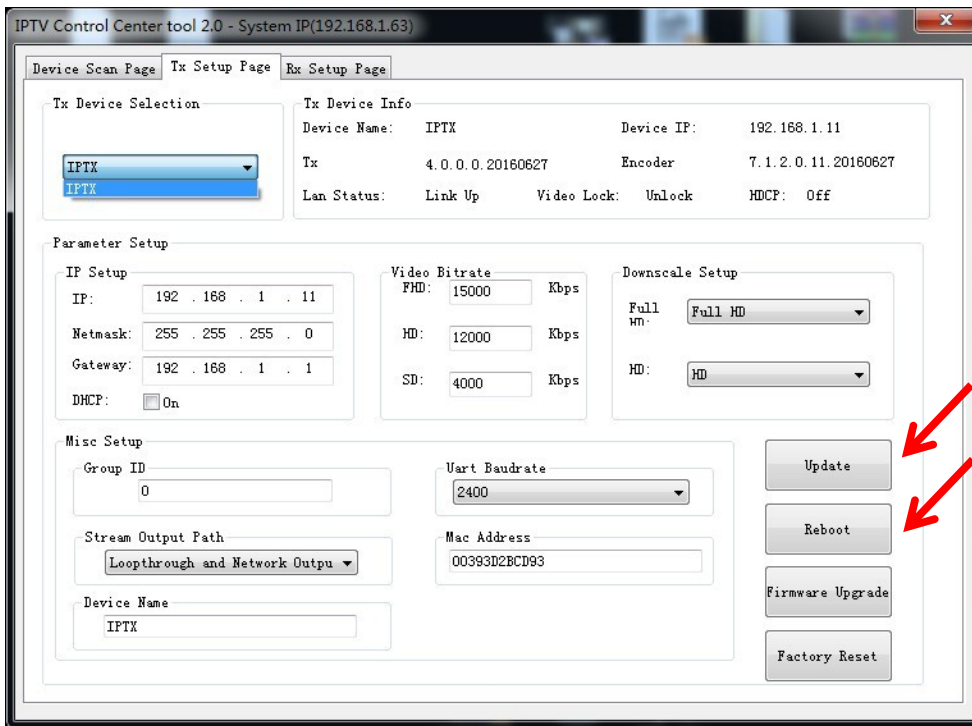 IPTV Control Center tool 2.0 - System IP(192.168.1.63)
Device Scan Page Tx Setup Page Rx Setup Page
Tx Device Selection
IPTX
IPTX
Tx Device Info
Device Name: IPTX Device IP: 192.168.1.11
Tx 4.0.0.0.20160627 Encoder 7.1.2.0.11.20160627
Lan Status: Link Up Video Lock: Unlock HDCP: Off
Parameter Setup
IP Setup
IP: 192 . 168 . 1 . 11
Netmask: 255 . 255 . 255 . 0
Gateway: 192 . 168 . 1 . 1
DHCP: On
Video Bitrate
FHD: 15000 Kbps
HD: 12000 Kbps
SD: 4000 Kbps
Downscale Setup
Full HD: Full HD
HD: HD
Misc Setup
Group ID
0
Uart Baudrate
2400
Stream Output Path
Loopthrough and Network Outpu
Mac Address
00393D2BCD93
Device Name
IPTX
Update
Reboot
Firmware Upgrade
Factory Reset